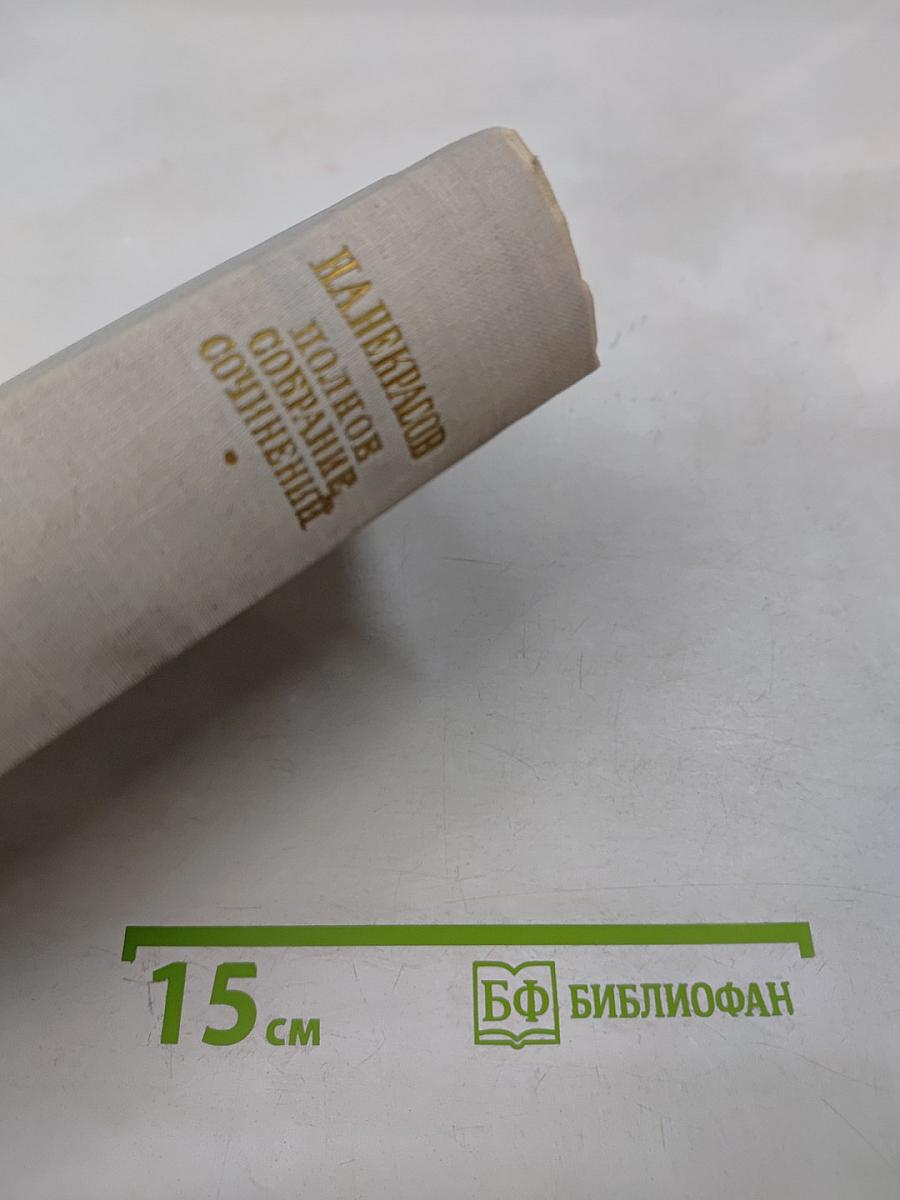 Н.А.НЕКРАСОВ
ПОЛНОЕ
СОБРАНИЕ
СОЧИНЕНИЙ
15 см
БФ БИБЛИОФАН